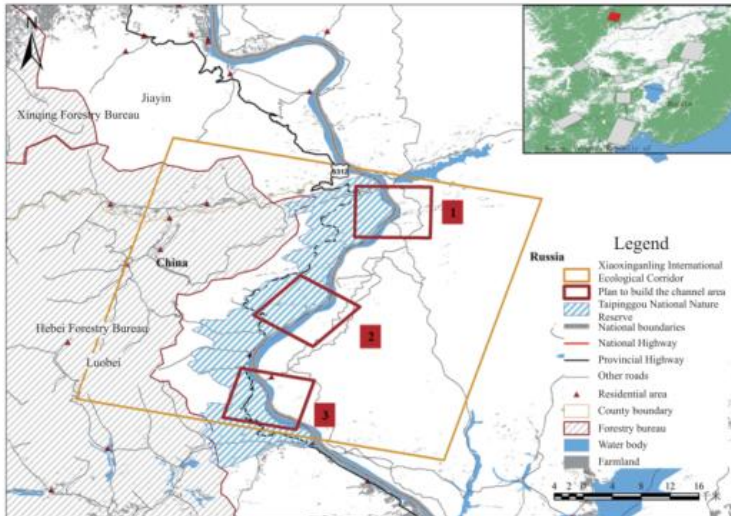 N
Jiayin
Xinqing Forestry Bureau
S312
1
China
Russia
Hebei Forestry Bureau
2
Luobei
3
Legend
Xiaoxinganling International
Ecological Corridor
Plan to build the channel area
Taipinggou National Nature
Reserve
National boundaries
National Highway
Provincial Highway
Other roads
Residential area
County boundary
Forestry bureau
Water body
Farmland
4 2 0 4 8 12 16
千米